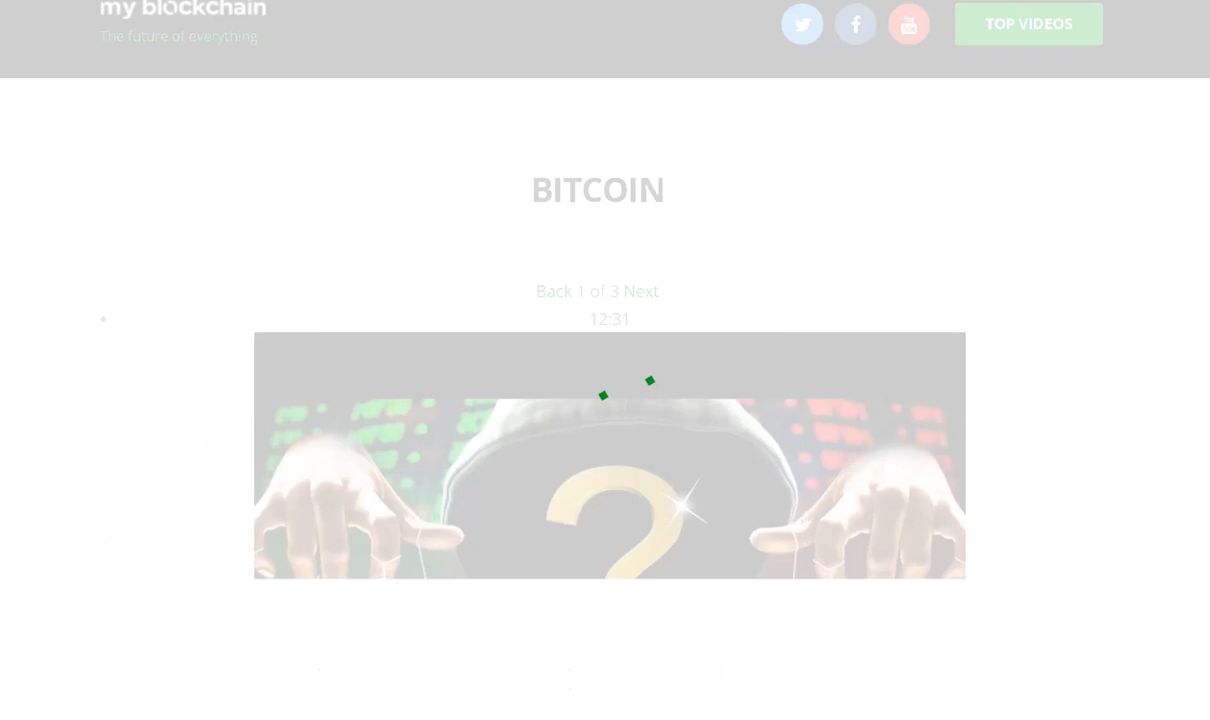 my blockchain
The future of everything
TOP VIDEOS
BITCOIN
Back 1 of 3 Next
12:31